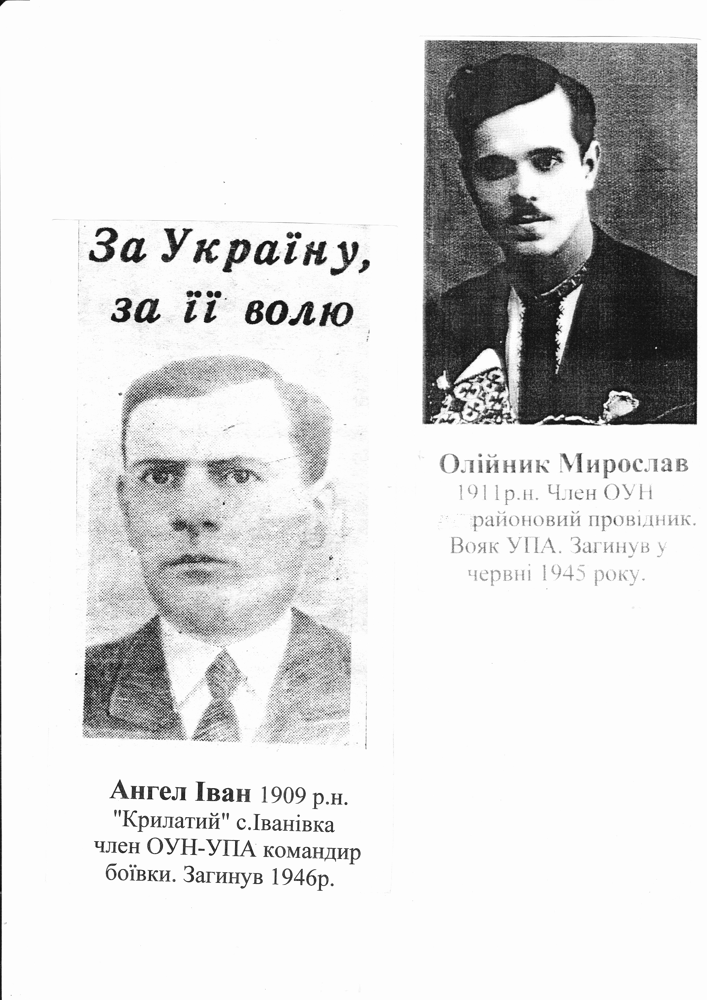 За Україну,
за її волю
Ангел Іван 1909 р.н.
"Крилатий" с.Іванівка
член ОУН-УПА командир
боївки. Загинув 1946р.
Олійник Мирослав
1911р.н. Член ОУН
районовий провідник.
Вояк УПА. Загинув у
червні 1945 року.